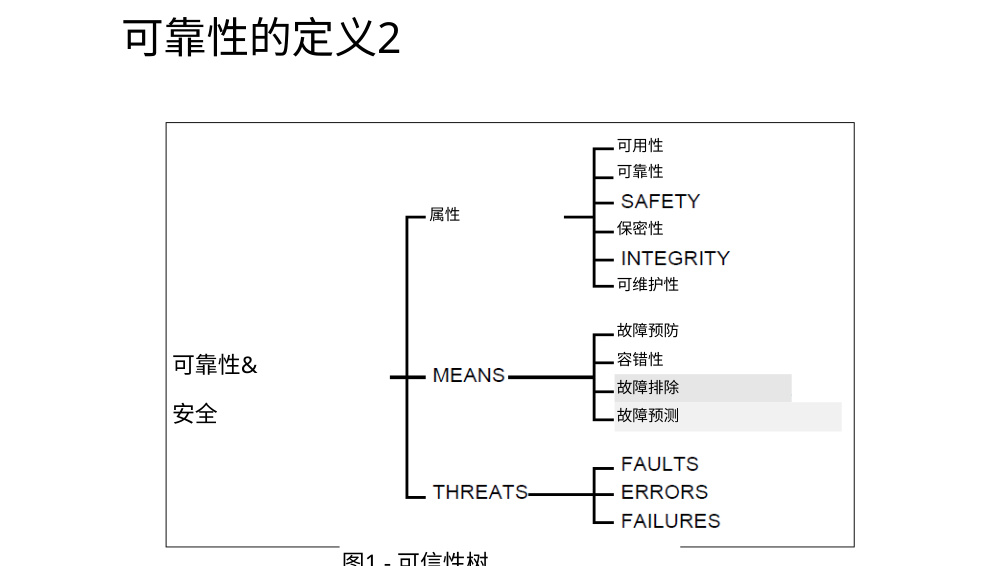 可靠性的定义2
可用性
可靠性
SAFETY
属性
保密性
INTEGRITY
可维护性
故障预防
容错性
可靠性&
MEANS
故障排除
安全
故障预测
FAULTS
THREATS
ERRORS
FAILURES
图1 - 可信性树